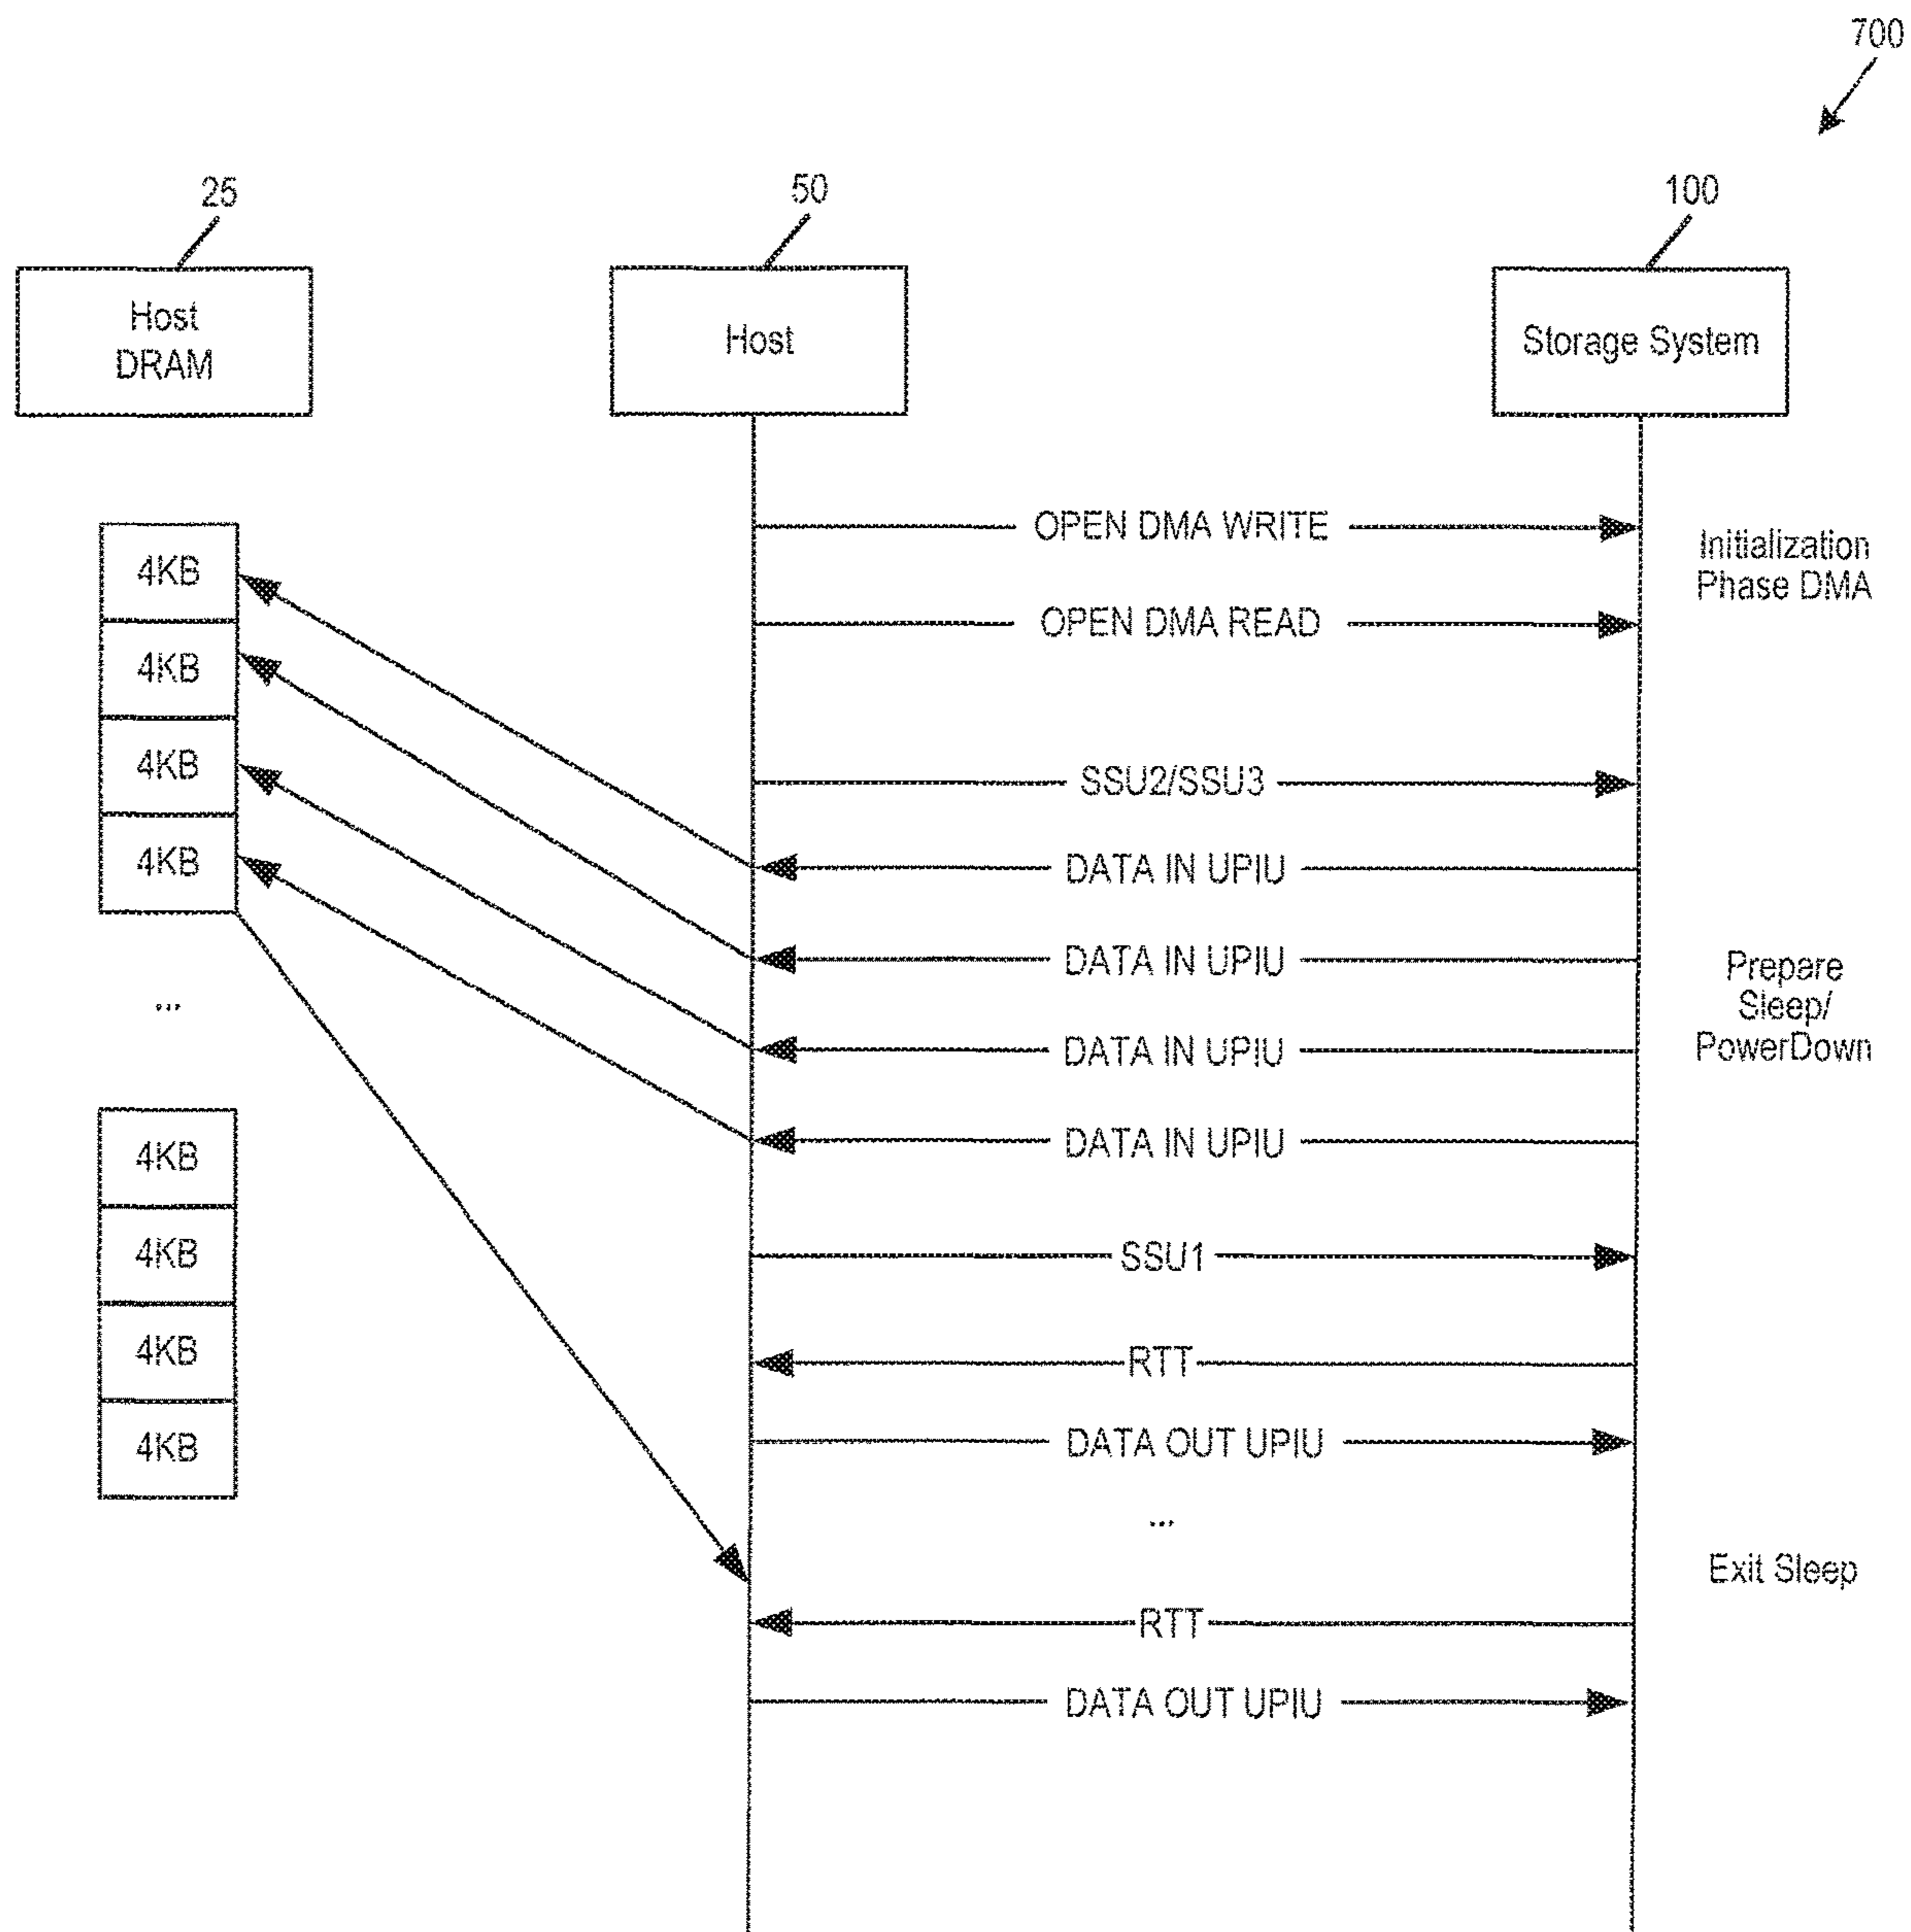 700
25
50
100
Host
DRAM
Host
Storage System
OPEN DMA WRITE
Initialization
Phase DMA
OPEN DMA READ
4KB
4KB
4KB
4KB
SSU2/SSU3
DATA IN UPIU
DATA IN UPIU
DATA IN UPIU
DATA IN UPIU
Prepare
Sleep/
PowerDown
...
4KB
4KB
4KB
4KB
SSU1
RTT
DATA OUT UPIU
...
Exit Sleep
RTT
DATA OUT UPIU